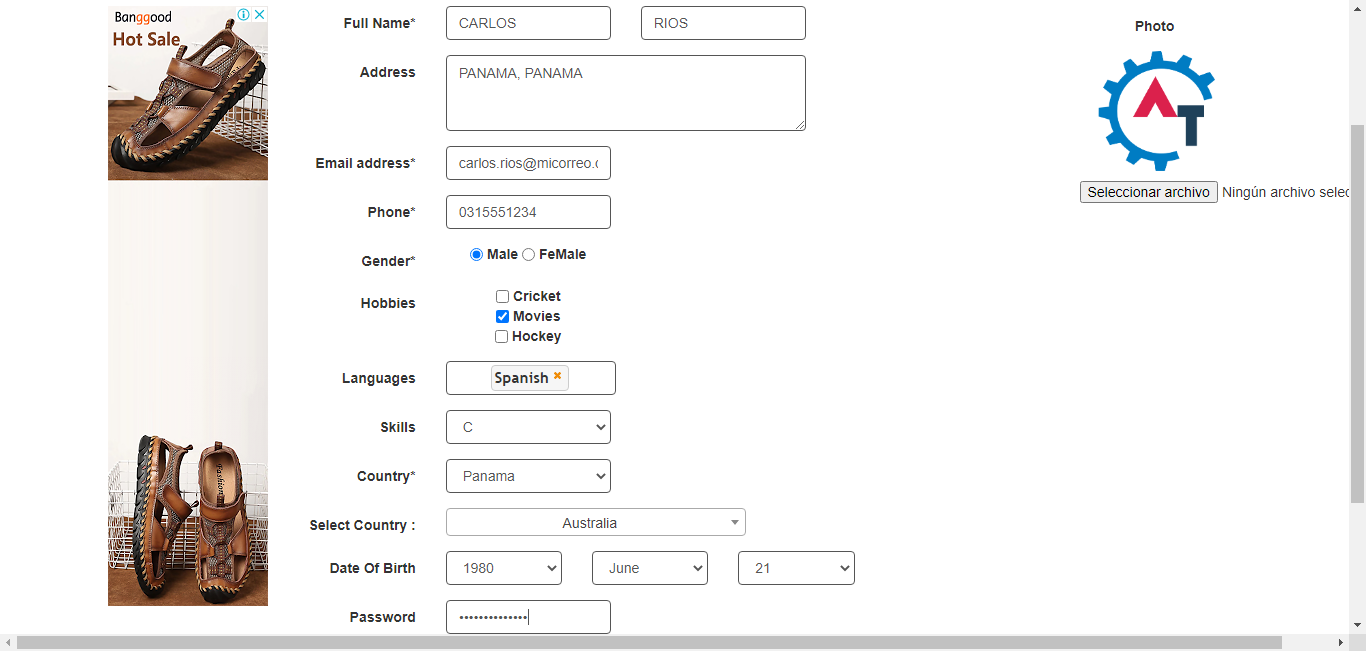 Banggood
Hot Sale
Full Name* CARLOS RIOS
Photo
AT
Address PANAMA, PANAMA
Email address* carlos.rios@micorreo.
Seleccionar archivo Ningún archivo selec
Phone* 0315551234
Gender* Male FeMale
Hobbies Cricket
Movies
Hockey
Languages Spanish
Skills C
Country* Panama
Select Country : Australia
Date Of Birth 1980 June 21
Password ••••••••••••••
Fashion